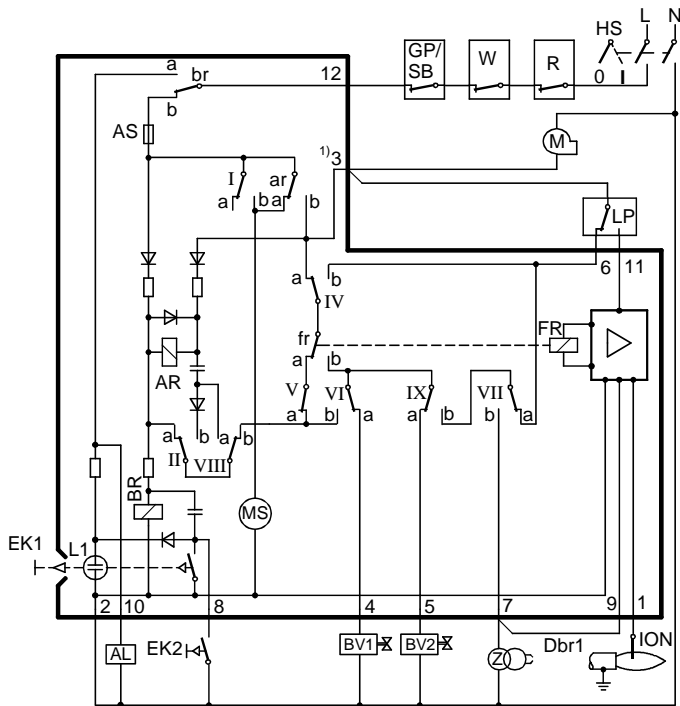 HS L N
GP/ SB W R
0 I
a br 12
b
AS
M
1) 3
I ar
a b a b
LP
6 11
a b
IV
fr FR
a b
AR
V VI IX VII
a b a a b b a
a b a b
II VIII
BR
MS
EK1 L1
2 10 8 4 5 7 9 1
AL EK2 BV1 BV2 Z Dbr1 ION